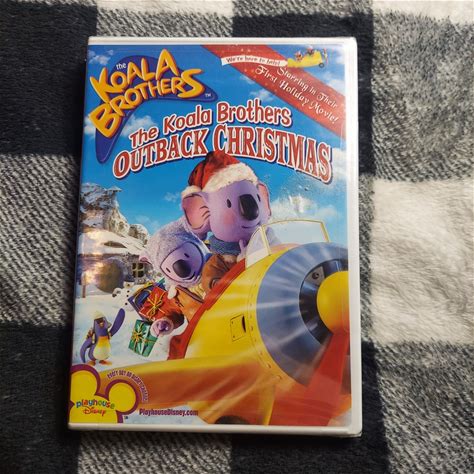 the
KOALA
BROTHERS
TM
We're here to help!
Starring in Their
First Holiday Movie!
The Koala Brothers
OUTBACK CHRISTMAS
playhouse
Disney
PlayhouseDisney.com